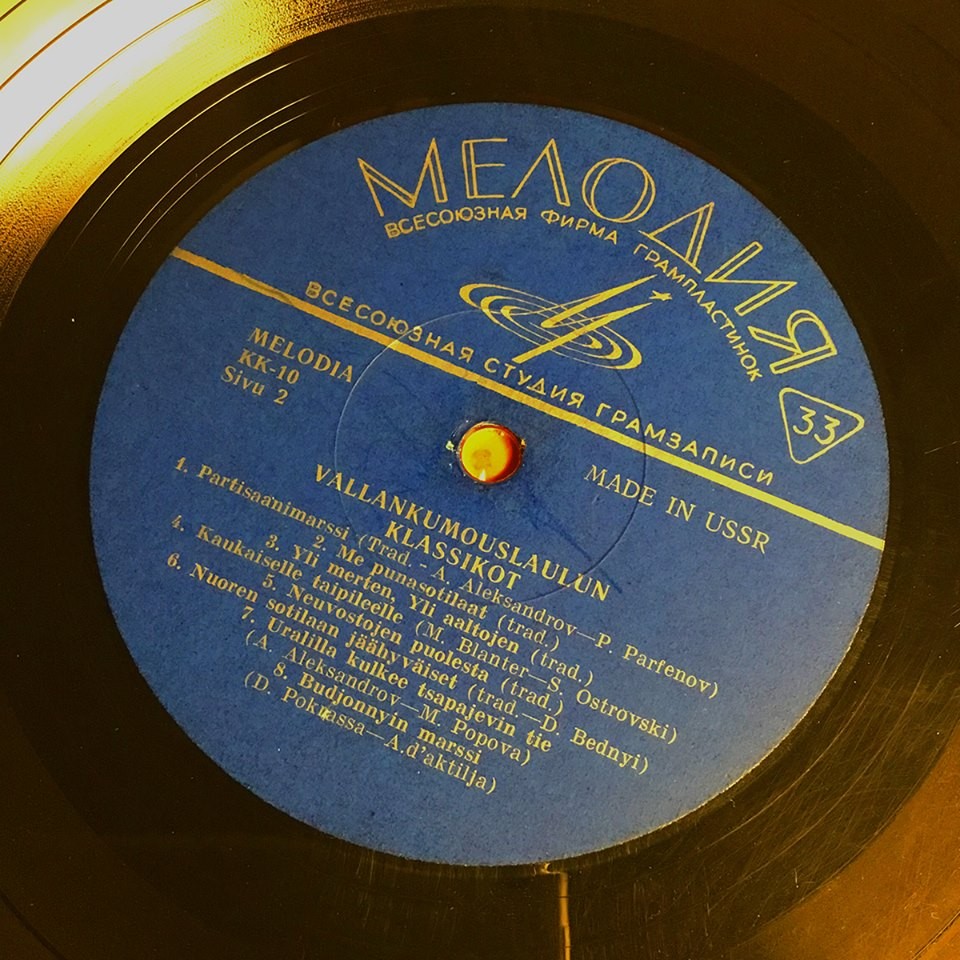 МЕЛОДИЯ
ВСЕСОЮЗНАЯ ФИРМА ГРАМПЛАСТИНОК
ВСЕСОЮЗНАЯ СТУДИЯ ГРАМЗАПИСИ
33
MELODIA
KK-10
Sivu 2
MADE IN USSR
VALLANKUMOUSLAULUN
KLASSIKOT
1. Partisaanimarssi (Trad. - A. Aleksandrov—P. Parfenov)
2. Me punasotilaat (trad.)
3. Yli merten, Yli aaltojen (trad.)
4. Kaukaiselle taipileelle (M. Blanter—S. Ostrovski)
5. Neuvostojen puolesta (trad.)
6. Nuoren sotilaan jäähyväiset (trad.—D. Bednyi)
7. Uralilla kulkee tsapajevin tie
(A. Aleksandrov—M. Popova)
8. Budjonnyin marssi
(D. Pokrassa—A.d'aktilja)